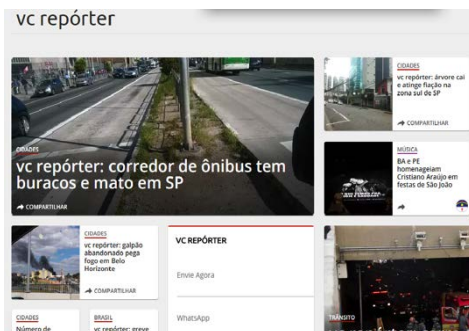 vc repórter
CIDADES
vc repórter: corredor de ônibus tem
buracos e mato em SP
COMPARTILHAR
CIDADES
vc repórter: árvore cai
e atinge fiação na
zona sul de SP
COMPARTILHAR
MÚSICA
BA e PE
homenageiam
Cristiano Araújo em
festas de São João
CIDADES
vc repórter: galpão
abandonado pega
fogo em Belo
Horizonte
COMPARTILHAR
VC REPÓRTER
Envie Agora
WhatsApp
TRÂNSITO
CIDADES
Número de
BRASIL
vc repórter: greve